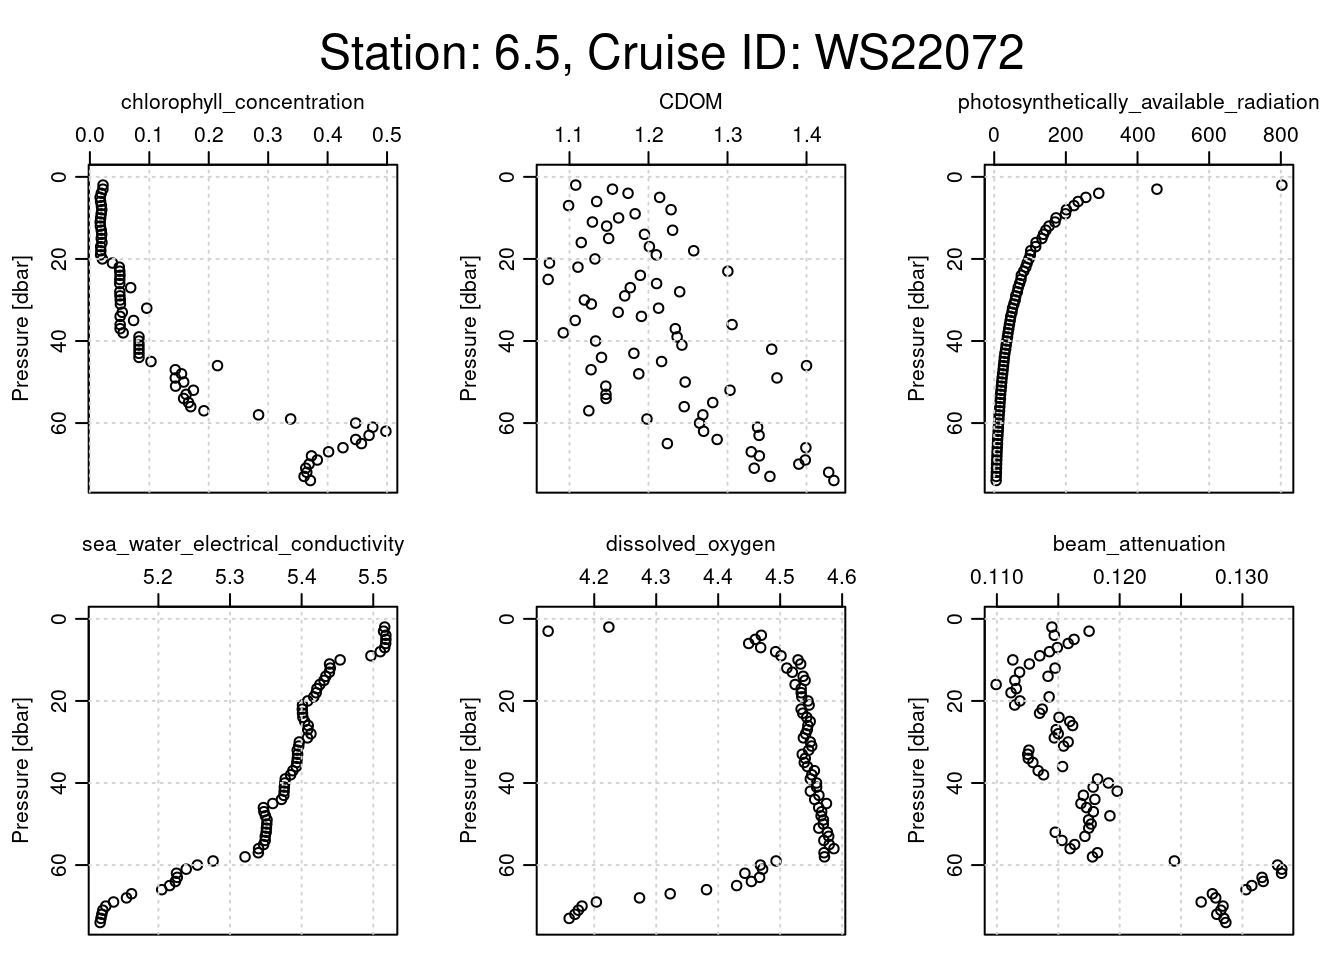 Station: 6.5, Cruise ID: WS22072
chlorophyll_concentration
0.0 0.1 0.2 0.3 0.4 0.5
Pressure [dbar]
0
20
40
60
CDOM
1.1 1.2 1.3 1.4
Pressure [dbar]
0
20
40
60
photosynthetically_available_radiation
0 200 400 600 800
Pressure [dbar]
0
20
40
60
sea_water_electrical_conductivity
5.2 5.3 5.4 5.5
Pressure [dbar]
0
20
40
60
dissolved_oxygen
4.2 4.3 4.4 4.5 4.6
Pressure [dbar]
0
20
40
60
beam_attenuation
0.110 0.120 0.130
Pressure [dbar]
0
20
40
60